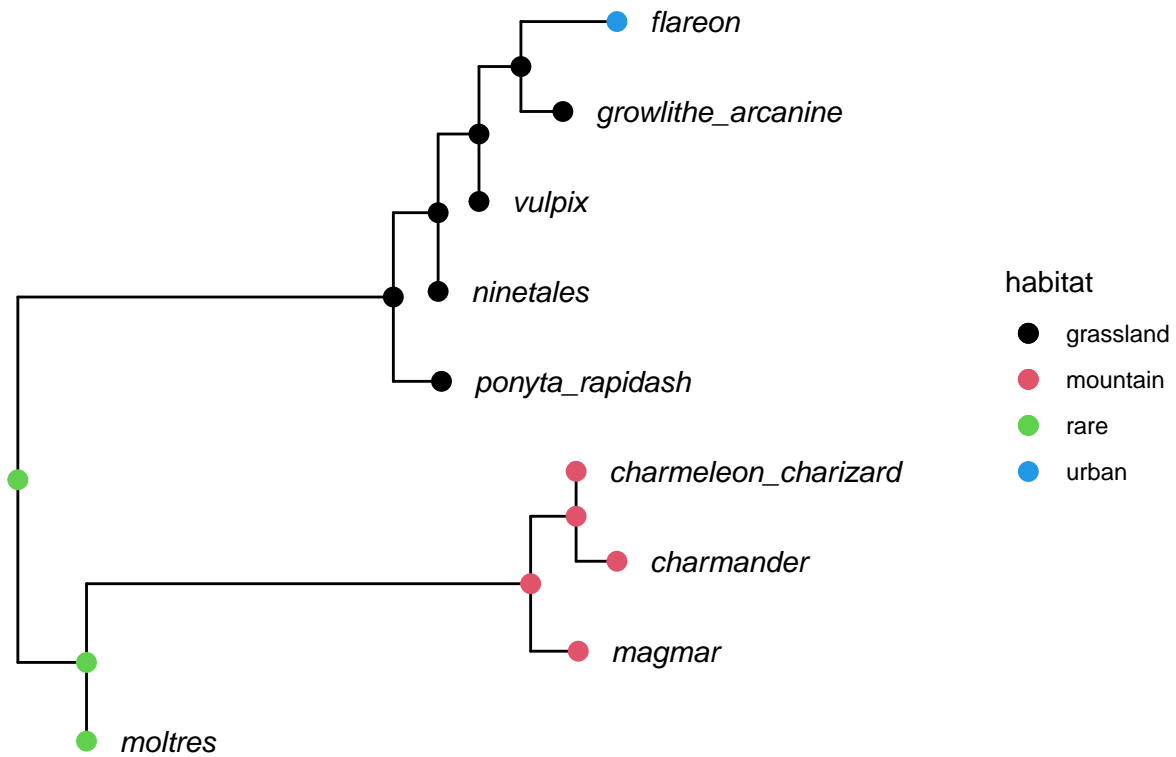 flareon
growlithe_arcanine
vulpix
ninetales
ponyta_rapidash
charmeleon_charizard
charmander
magmar
moltres
habitat
grassland
mountain
rare
urban